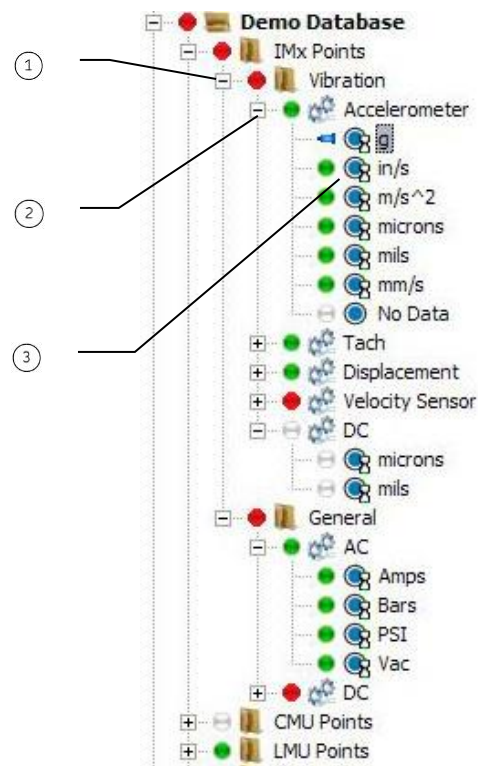 Demo Database
IMx Points
1
Vibration
Accelerometer
g
in/s
m/s^2
2
microns
mils
mm/s
No Data
3
Tach
Displacement
Velocity Sensor
DC
microns
mils
General
AC
Amps
Bars
PSI
Vac
DC
CMU Points
LMU Points